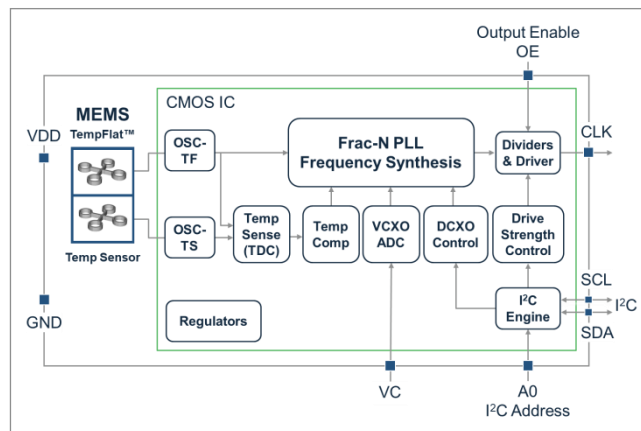 Output Enable
OE
CMOS IC
MEMS
TempFlat™
VDD
CLK
OSC-
TF
Frac-N PLL
Frequency Synthesis
Dividers
& Driver
OSC-
TS
Temp
Sense
(TDC)
Temp
Comp
VCXO
ADC
DCXO
Control
Drive
Strength
Control
Temp Sensor
SCL
I²C
SDA
I²C
Engine
Regulators
GND
VC
A0
I²C Address